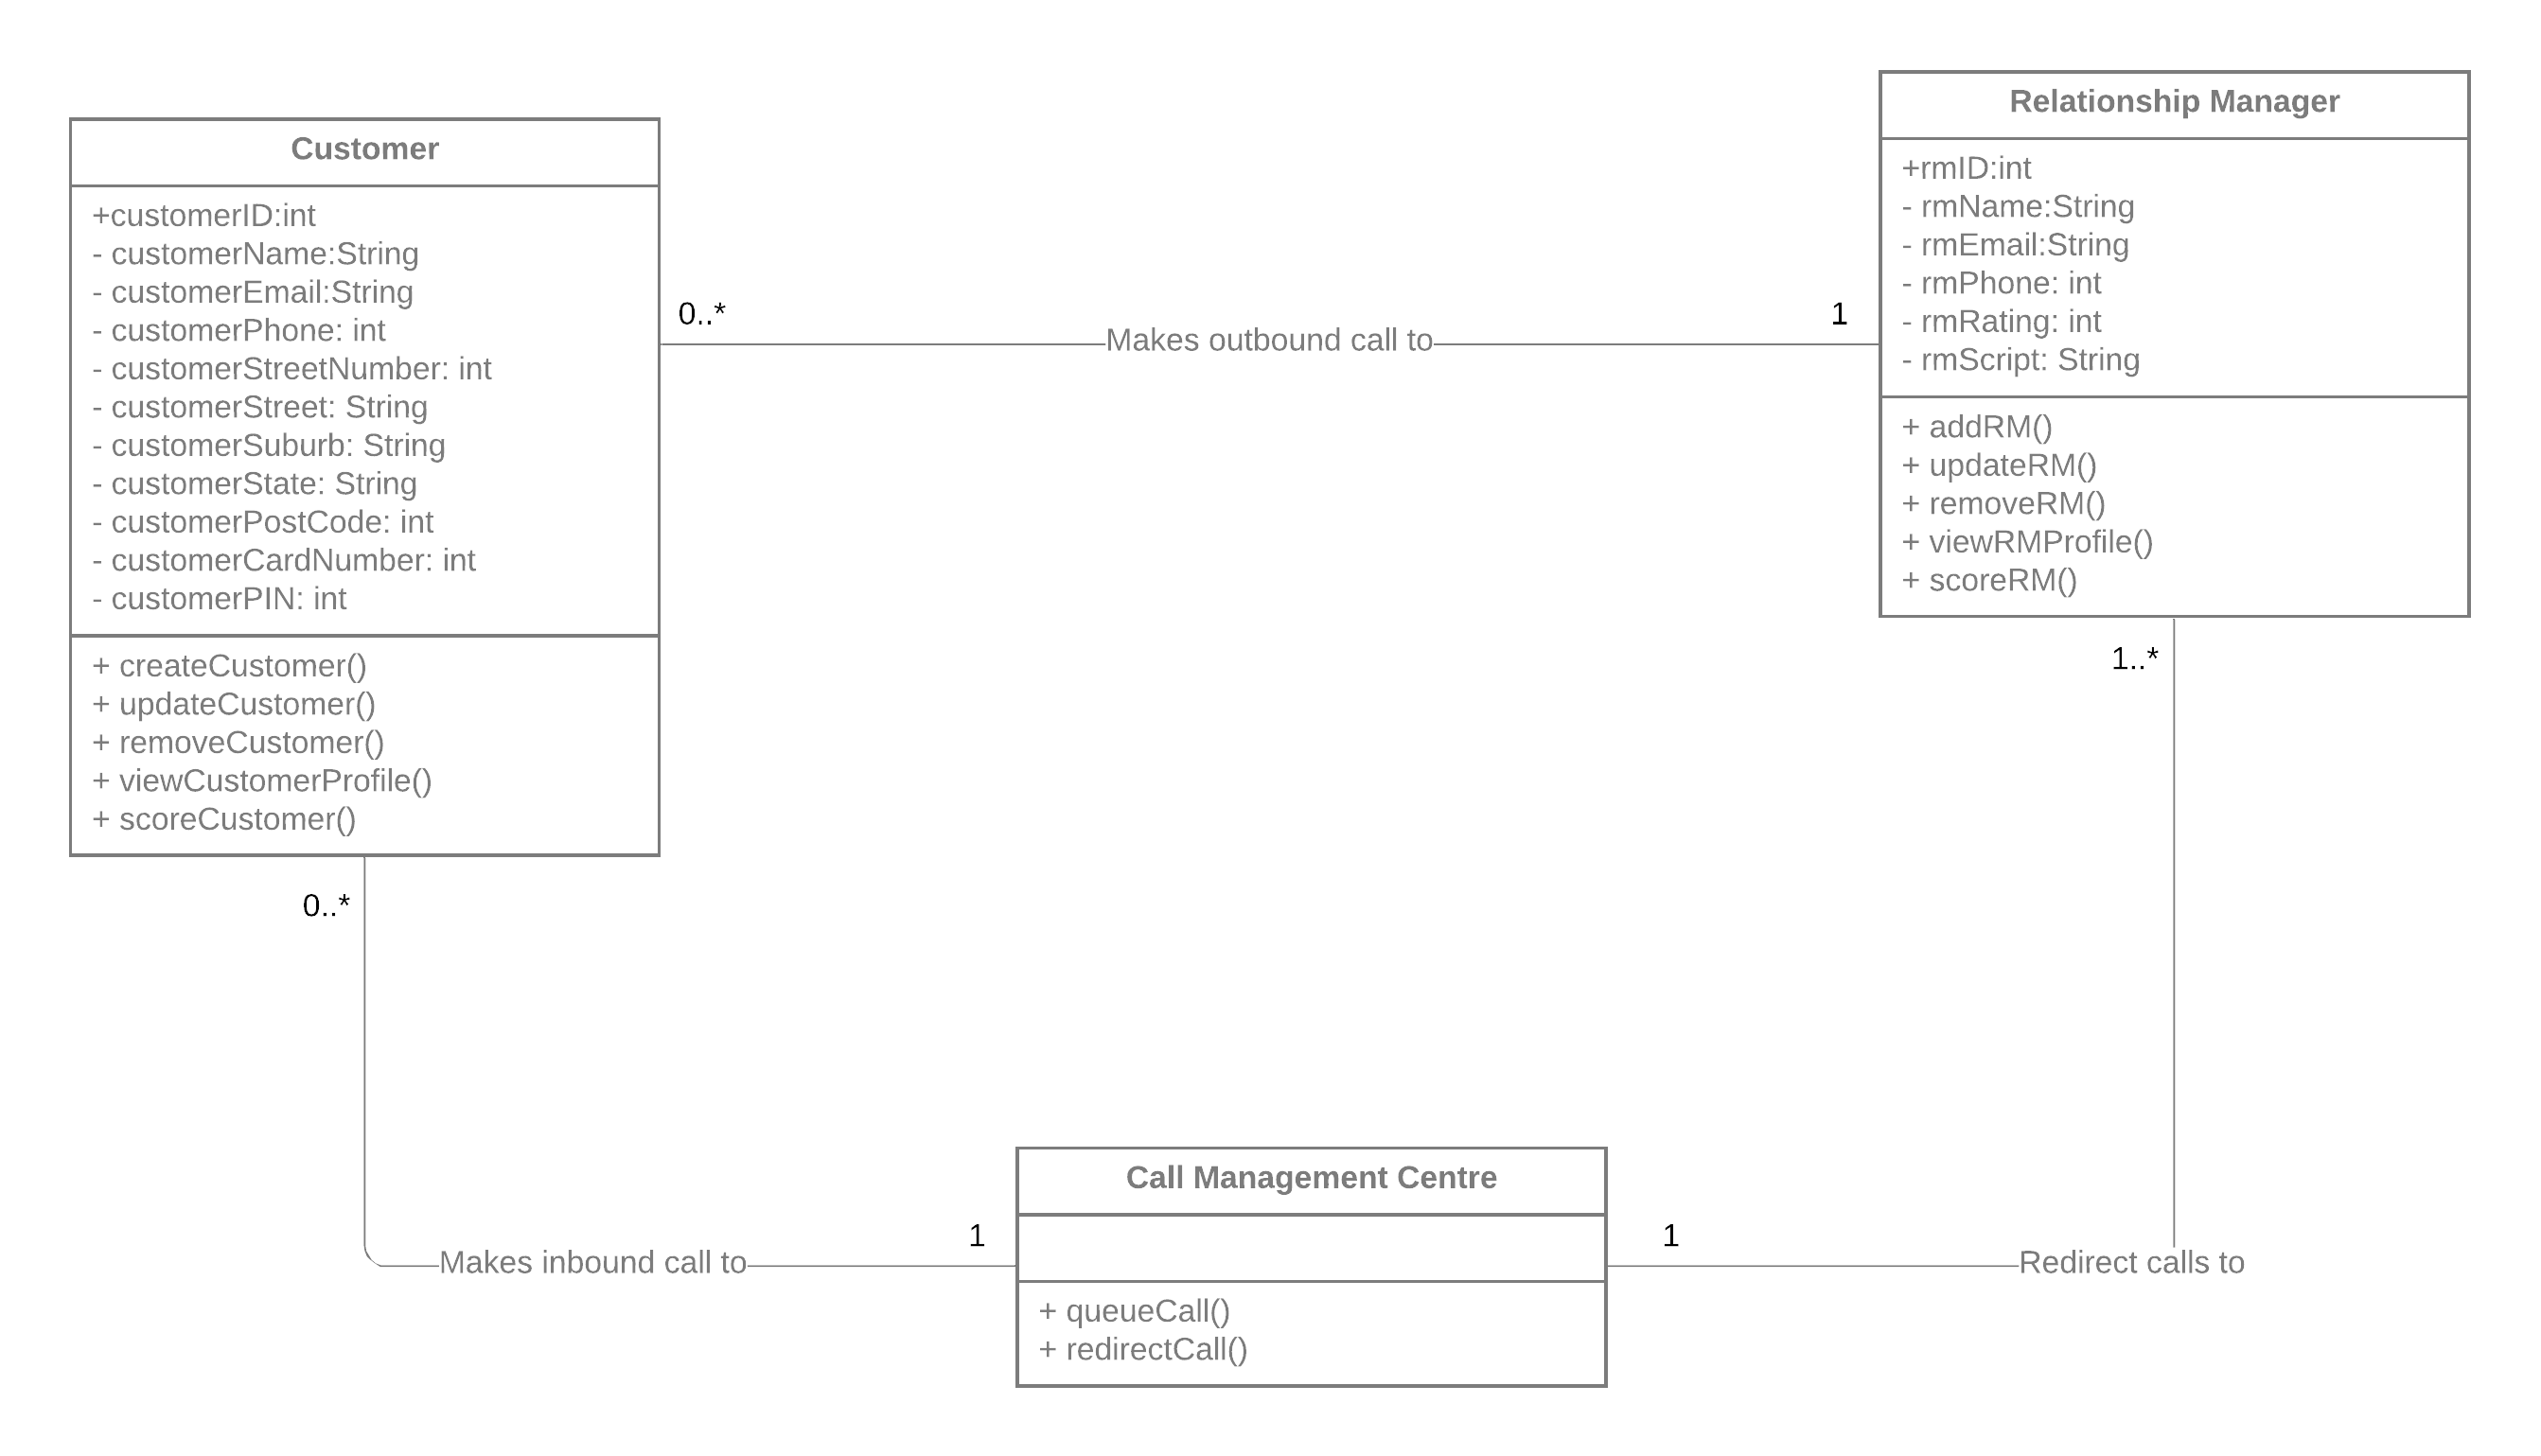 Customer
+customerID:int
- customerName:String
- customerEmail:String
- customerPhone: int
- customerStreetNumber: int
- customerStreet: String
- customerSuburb: String
- customerState: String
- customerPostCode: int
- customerCardNumber: int
- customerPIN: int
+ createCustomer()
+ updateCustomer()
+ removeCustomer()
+ viewCustomerProfile()
+ scoreCustomer()
0..*
Makes outbound call to
1
Relationship Manager
+rmID:int
- rmName:String
- rmEmail:String
- rmPhone: int
- rmRating: int
- rmScript: String
+ addRM()
+ updateRM()
+ removeRM()
+ viewRMProfile()
+ scoreRM()
1..*
0..*
Makes inbound call to
1
Call Management Centre
+ queueCall()
+ redirectCall()
1
Redirect calls to